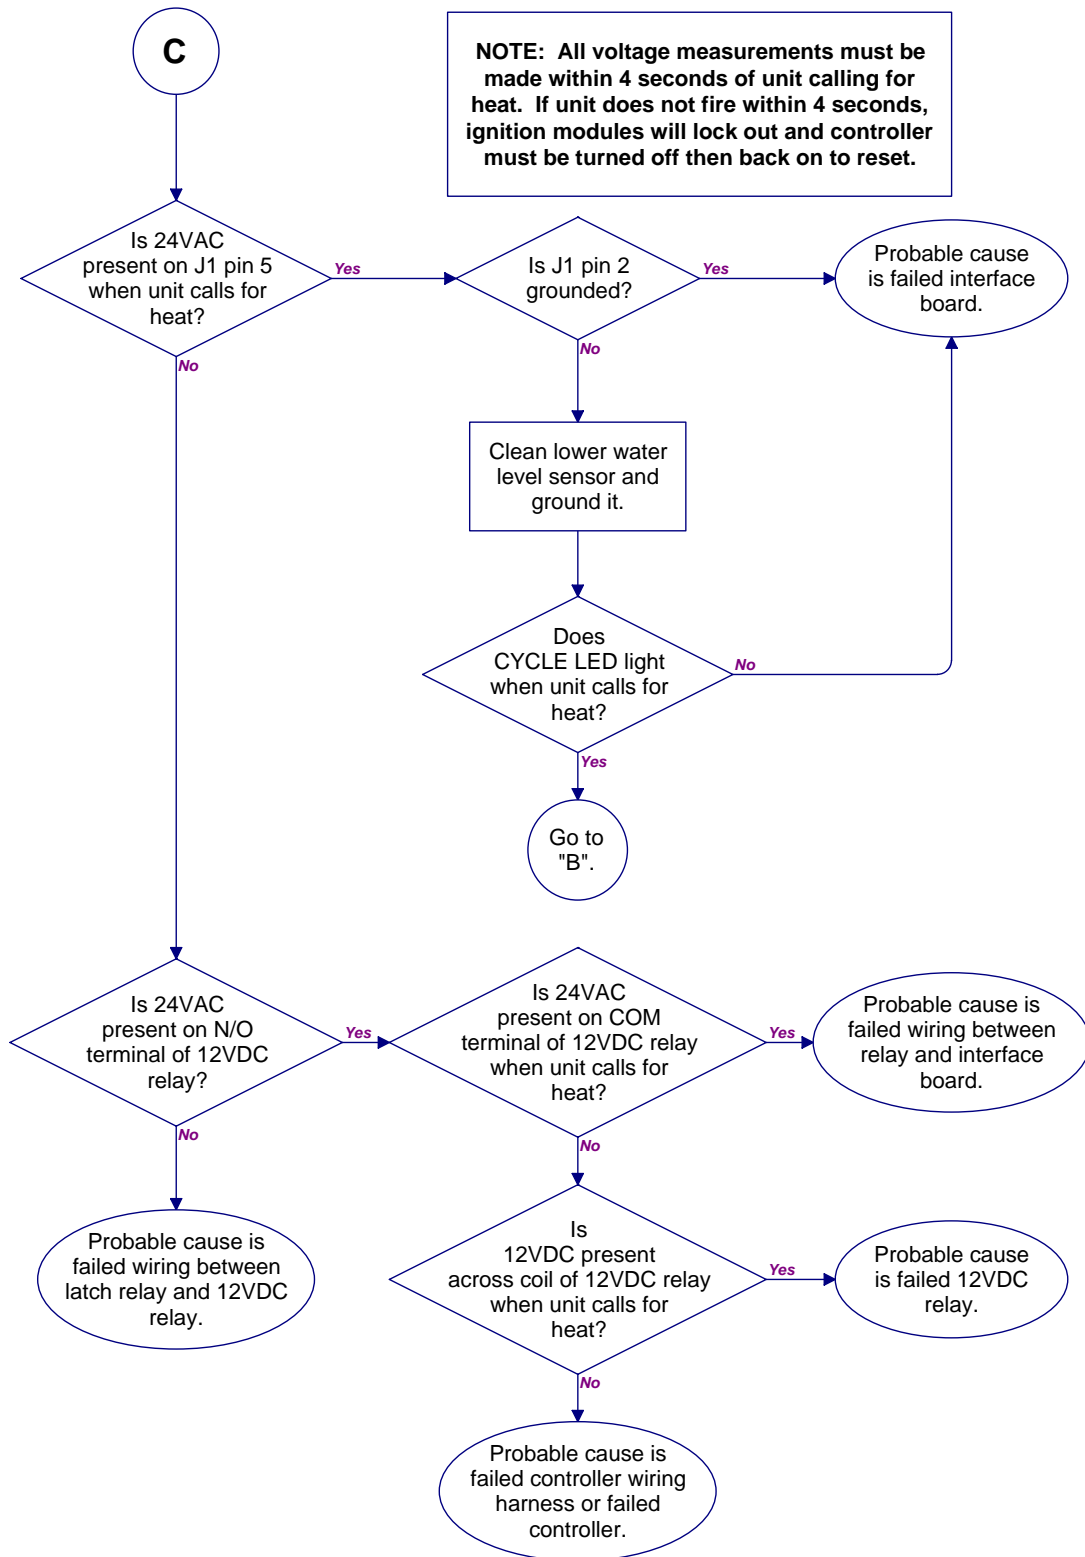 C
NOTE:  All voltage measurements must be
made within 4 seconds of unit calling for
heat.  If unit does not fire within 4 seconds,
ignition modules will lock out and controller
must be turned off then back on to reset.
Is 24VAC
present on J1 pin 5
when unit calls for
heat?
Yes
No
Is J1 pin 2
grounded?
Yes
No
Probable cause
is failed interface
board.
Clean lower water
level sensor and
ground it.
Does
CYCLE LED light
when unit calls for
heat?
No
Yes
Go to
"B".
Is 24VAC
present on N/O
terminal of 12VDC
relay?
Yes
No
Is 24VAC
present on COM
terminal of 12VDC relay
when unit calls for
heat?
Yes
No
Probable cause is
failed wiring between
relay and interface
board.
Probable cause is
failed wiring between
latch relay and 12VDC
relay.
Is
12VDC present
across coil of 12VDC relay
when unit calls for
heat?
Yes
No
Probable cause
is failed 12VDC
relay.
Probable cause is
failed controller wiring
harness or failed
controller.